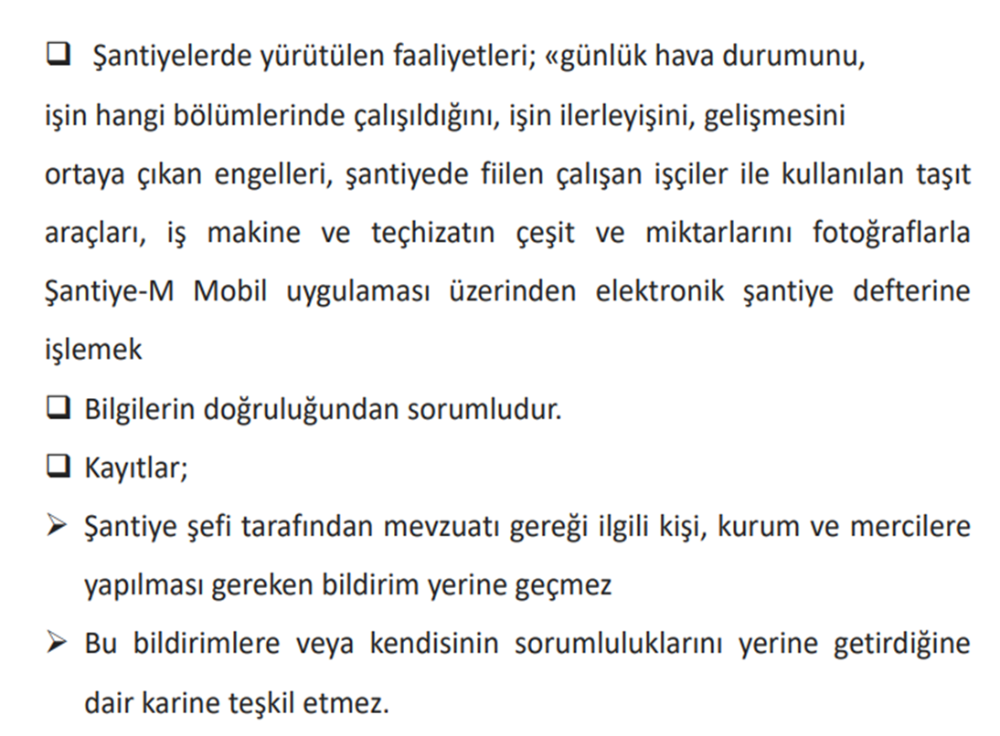 ❑ Şantiyelerde yürütülen faaliyetleri; «günlük hava durumunu,
işin hangi bölümlerinde çalışıldığını, işin ilerleyişini, gelişmesini
ortaya çıkan engelleri, şantiyede fiilen çalışan işçiler ile kullanılan taşıt
araçları, iş makine ve teçhizatın çeşit ve miktarlarını fotoğraflarla
Şantiye-M Mobil uygulaması üzerinden elektronik şantiye defterine
işlemek
❑ Bilgilerin doğruluğundan sorumludur.
❑ Kayıtlar;
➢ Şantiye şefi tarafından mevzuatı gereği ilgili kişi, kurum ve mercilere
yapılması gereken bildirim yerine geçmez
➢ Bu bildirimlere veya kendisinin sorumluluklarını yerine getirdiğine
dair karine teşkil etmez.